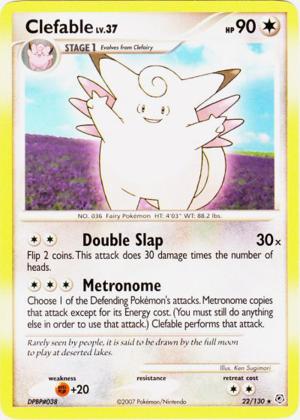 Clefable LV.37 HP 90
STAGE 1 Evolves from Clefairy
NO. 036 Fairy Pokémon HT: 4'03" WT: 88.2 lbs.
Double Slap 30x
Flip 2 coins. This attack does 30 damage times the number of
heads.
Metronome
Choose 1 of the Defending Pokémon's attacks. Metronome copies
that attack except for its Energy cost. (You must still do anything
else in order to use that attack.) Clefable performs that attack.
Rarely seen by people, it is said to be drawn by the full moon
to play at deserted lakes.
Illus. Ken Sugimori
weakness resistance retreat cost
+20
DPBP#038 ©2007 Pokémon/Nintendo 22/130